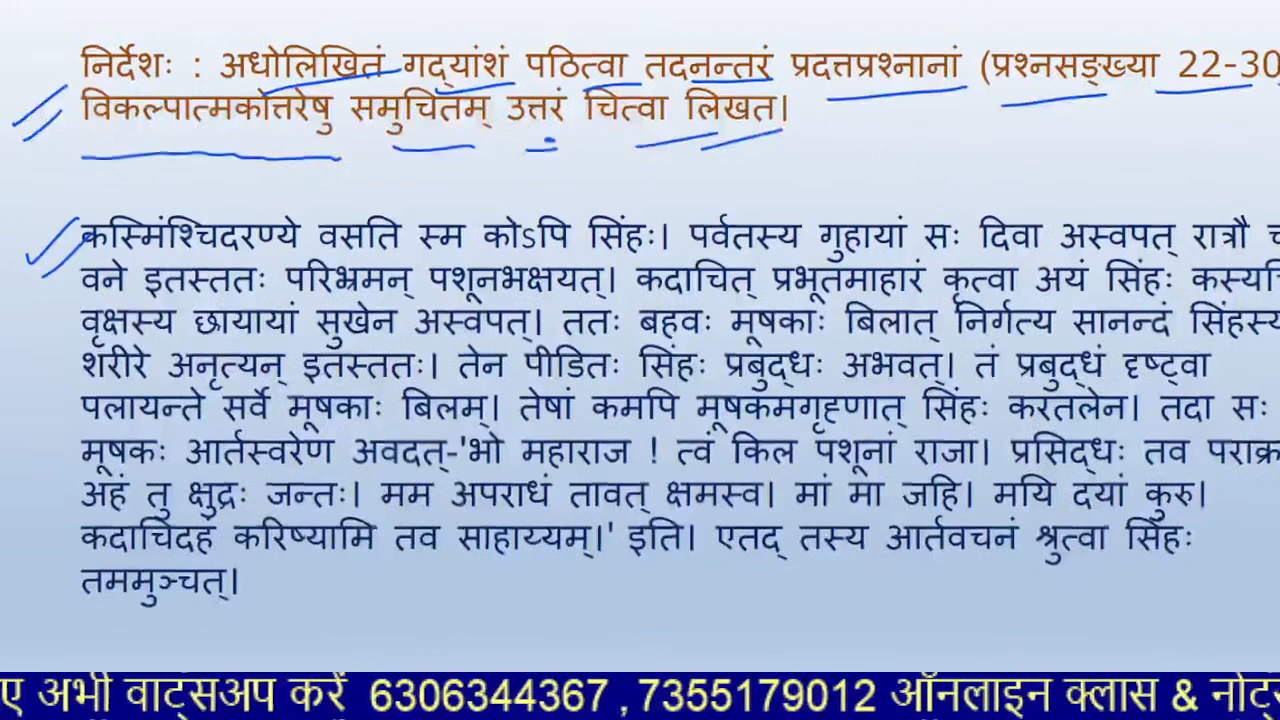 निर्देशः : अधोलिखितं गद्यांशं पठित्वा तदनन्तरं प्रदत्तप्रश्नानां (प्रश्नसङ्ख्या 22-30
विकल्पात्मकोत्तरेषु समुचितम् उत्तरं चित्वा लिखत।
कस्मिंश्चिदरण्ये वसति स्म कोऽपि सिंहः। पर्वतस्य गुहायां सः दिवा अस्वपत् रात्रौ
वने इतस्ततः परिभ्रमन् पशूनभक्षयत्। कदाचित् प्रभूतमाहारं कृत्वा अयं सिंहः
वृक्षस्य छायायां सुखेन अस्वपत्। ततः बहवः मूषकाः बिलात् निर्गत्य सानन्दं सिंहस्य
शरीरे अनृत्यन् इतस्ततः। तेन पीडितः सिंहः प्रबुद्धः अभवत्। तं प्रबुद्धं दृष्ट्वा
पलायन्ते सर्वे मूषकाः बिलम्। तेषां कमपि मूषकमगृह्णात् सिंहः करतलेन। तदा सः
मूषकः आर्तस्वरेण अवदत्-'भो महाराज ! त्वं किल पशूनां राजा। प्रसिद्धः तव
अहं तु क्षुद्रः जन्तः। मम अपराधं तावत् क्षमस्व। मां मा जहि। मयि दयां कुरु।
कदाचिदहं करिष्यामि तव साहाय्यम्।' इति। एतद् तस्य आर्तवचनं श्रुत्वा सिंहः
तममुञ्चत्।
ए अभी वाट्सअप करें 6306344367 , 7355179012 ऑनलाइन क्लास &